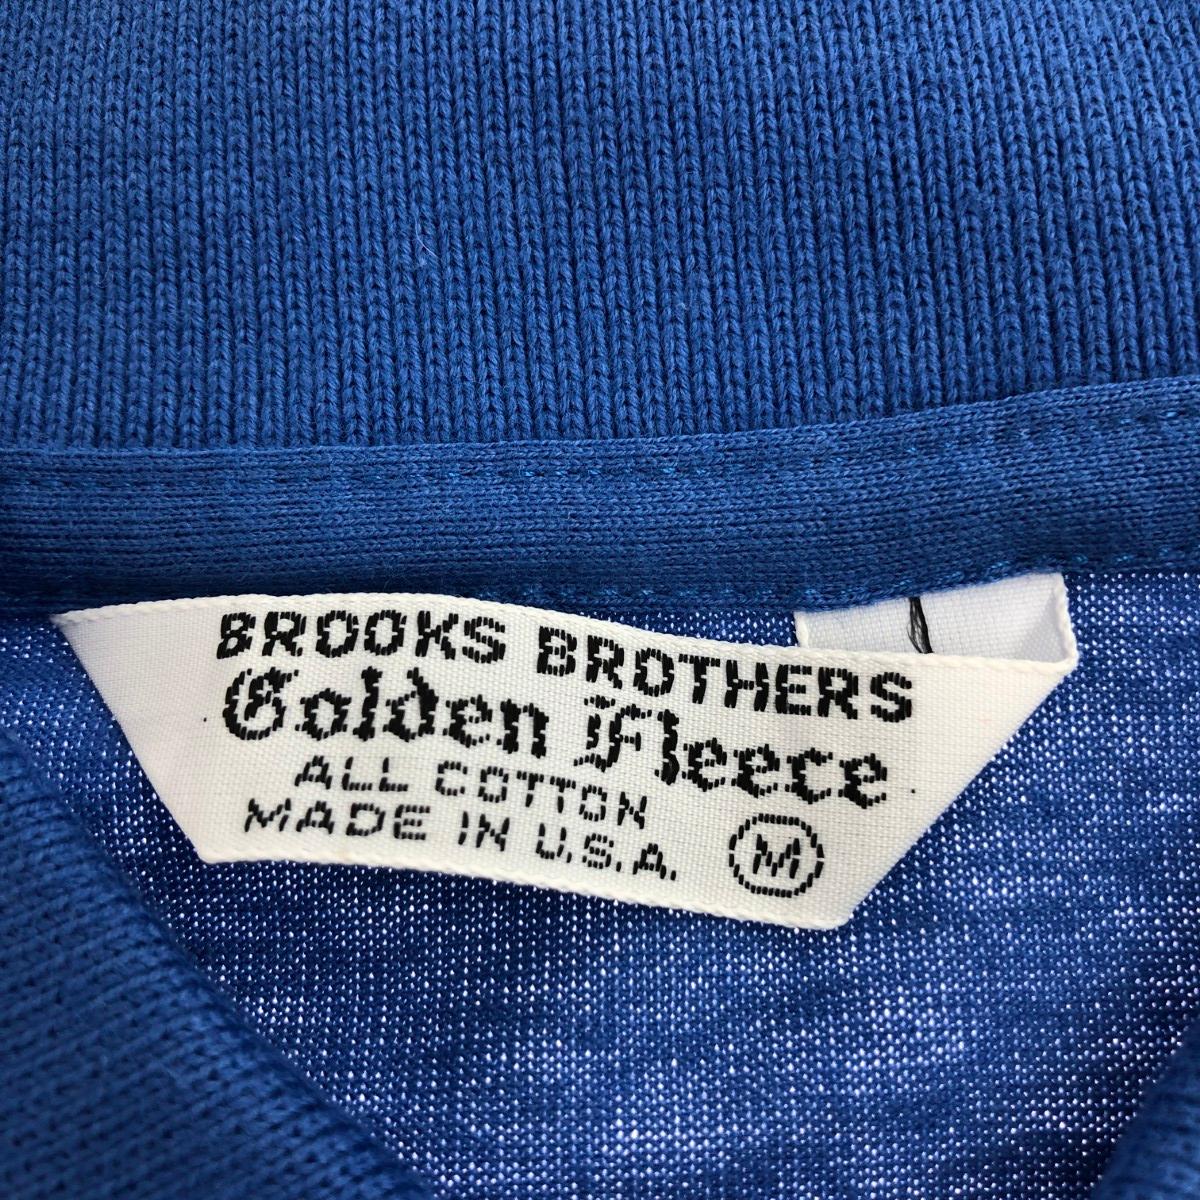 BROOKS BROTHERS
Golden Fleece
ALL COTTON
MADE IN U.S.A.
M